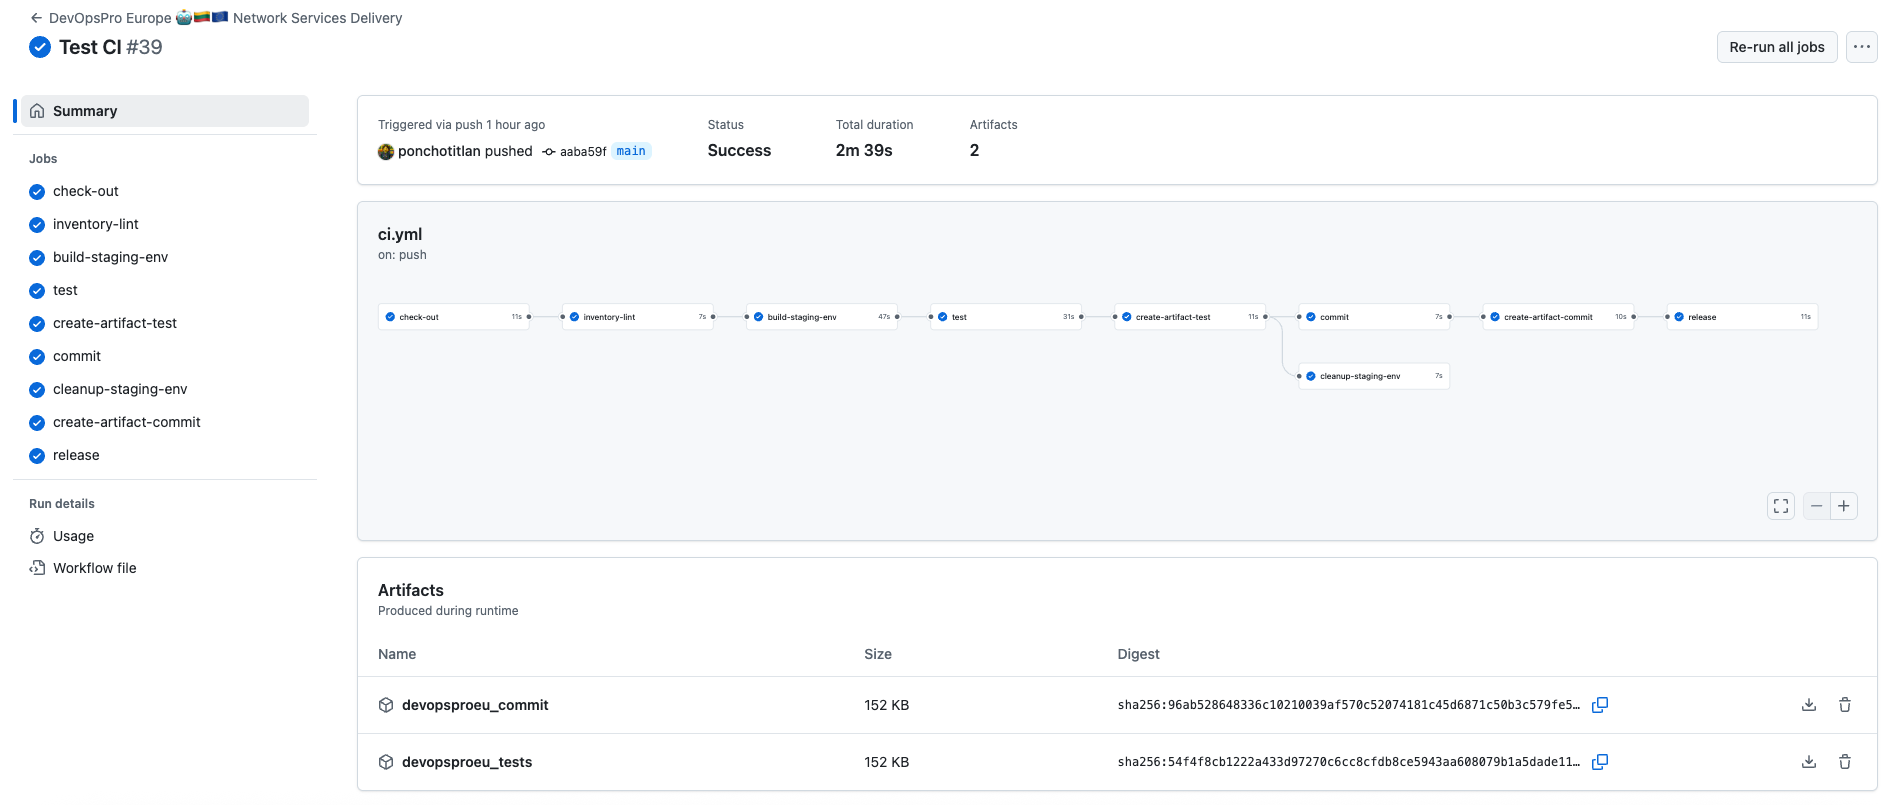 DevOpsPro Europe 🤖🇱🇹🇪🇺 Network Services Delivery
Test CI #39
Re-run all jobs
Summary
Jobs
check-out
inventory-lint
build-staging-env
test
create-artifact-test
commit
cleanup-staging-env
create-artifact-commit
release
Run details
Usage
Workflow file
Triggered via push 1 hour ago
ponchotitlan pushed aaba59f main
Status
Success
Total duration
2m 39s
Artifacts
2
ci.yml
on: push
check-out 11s
inventory-lint 7s
build-staging-env 47s
test 31s
create-artifact-test 11s
commit 7s
create-artifact-commit 10s
release 11s
cleanup-staging-env 7s
Artifacts
Produced during runtime
Name Size Digest
devopsproeu_commit 152 KB sha256:96ab528648336c10210039af570c52074181c45d6871c50b3c579fe5…
devopsproeu_tests 152 KB sha256:54f4f8cb1222a433d97270c6cc8cfdb8ce5943aa608079b1a5dade11…